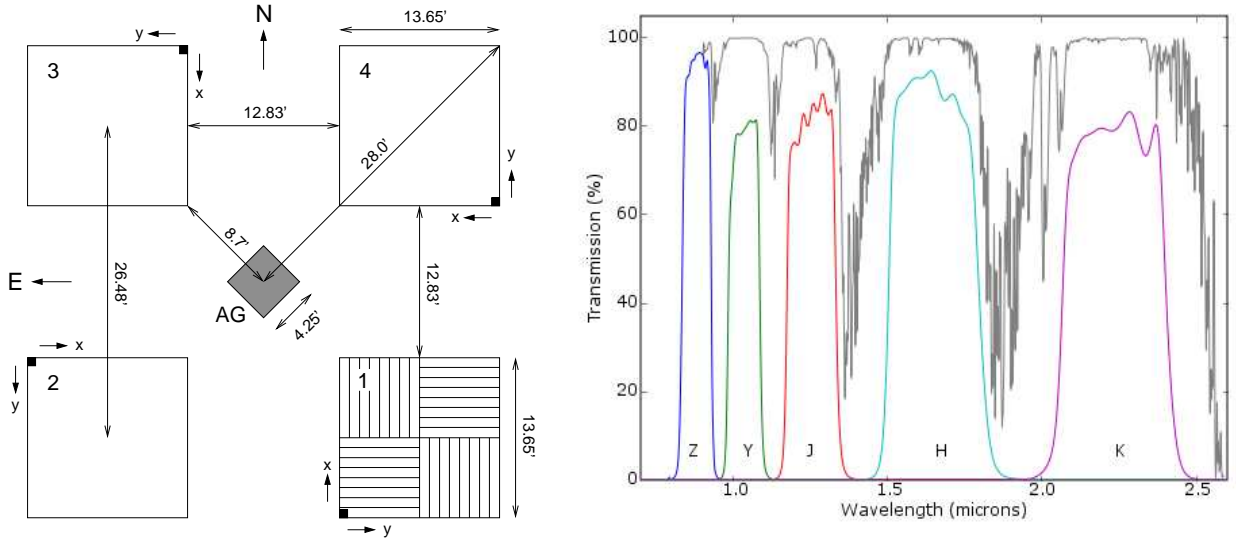 13.65'
N
y
x
3
4
12.83'
28.0'
y
x
8.7'
26.48'
E
AG
4.25'
12.83'
x
y
2
1
13.65'
x
y
Transmission (%)
100
80
60
40
20
0
Z
Y
J
H
K
1.0
1.5
2.0
2.5
Wavelength (microns)